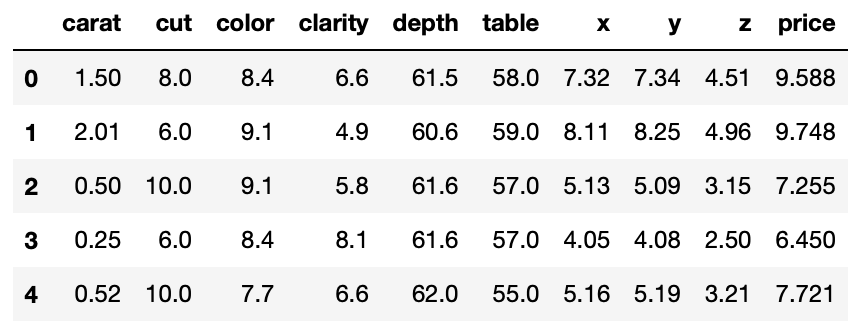 carat cut color clarity depth table x y z price
0 1.50 8.0 8.4 6.6 61.5 58.0 7.32 7.34 4.51 9.588
1 2.01 6.0 9.1 4.9 60.6 59.0 8.11 8.25 4.96 9.748
2 0.50 10.0 9.1 5.8 61.6 57.0 5.13 5.09 3.15 7.255
3 0.25 6.0 8.4 8.1 61.6 57.0 4.05 4.08 2.50 6.450
4 0.52 10.0 7.7 6.6 62.0 55.0 5.16 5.19 3.21 7.721